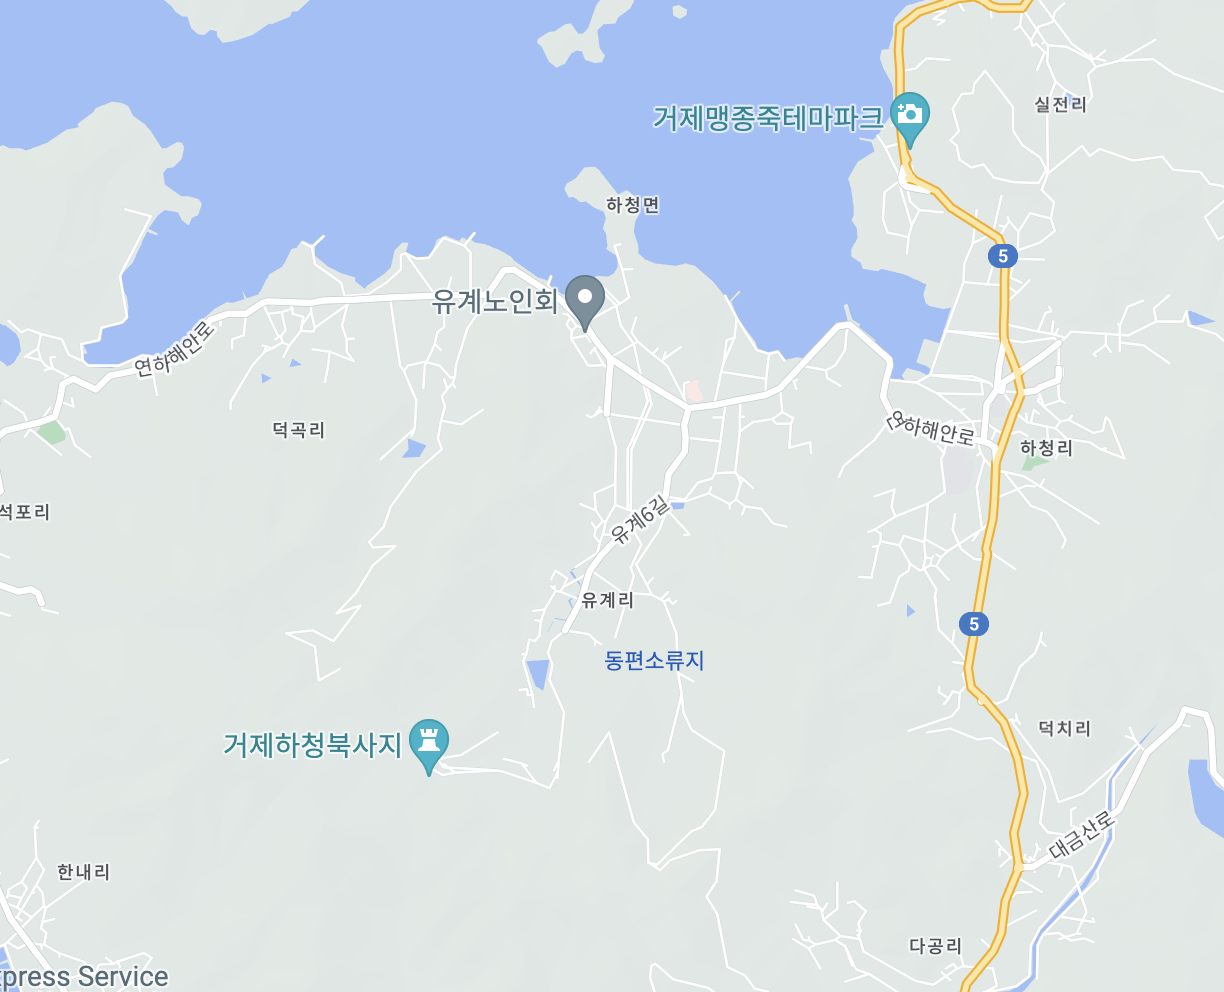 실전리
거제맹종죽테마파크
하청면
5
유계노인회
연하해안로
덕곡리
연하해안로
하청리
석포리
유계6길
유계리
5
동편소류지
덕치리
거제하청북사지
대금산로
한내리
다공리
press Service